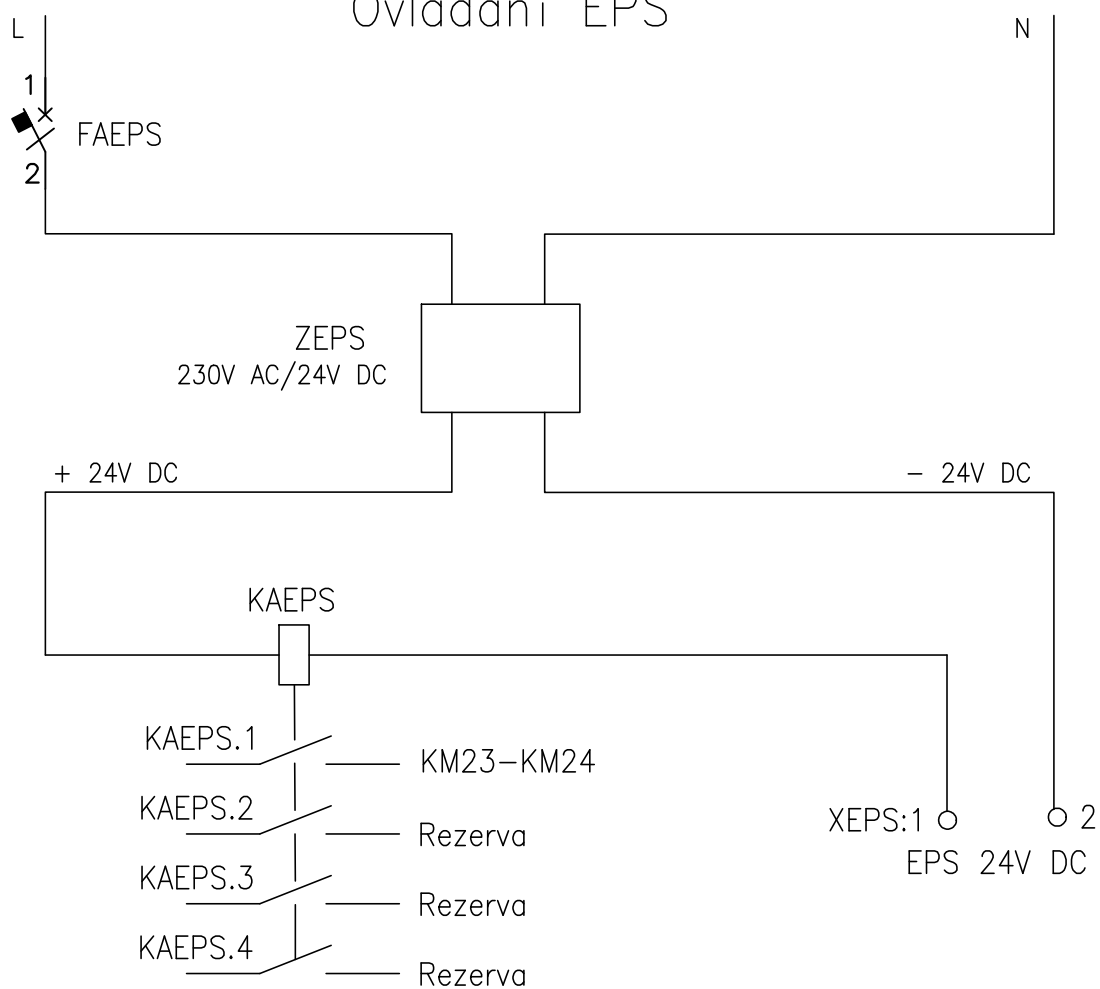 Ovládání EPS
L
N
1
FAEPS
2
ZEPS
230V AC/24V DC
+ 24V DC
- 24V DC
KAEPS
KAEPS.1
KM23-KM24
KAEPS.2
Rezerva
XEPS:1
2
EPS 24V DC
KAEPS.3
Rezerva
KAEPS.4
Rezerva